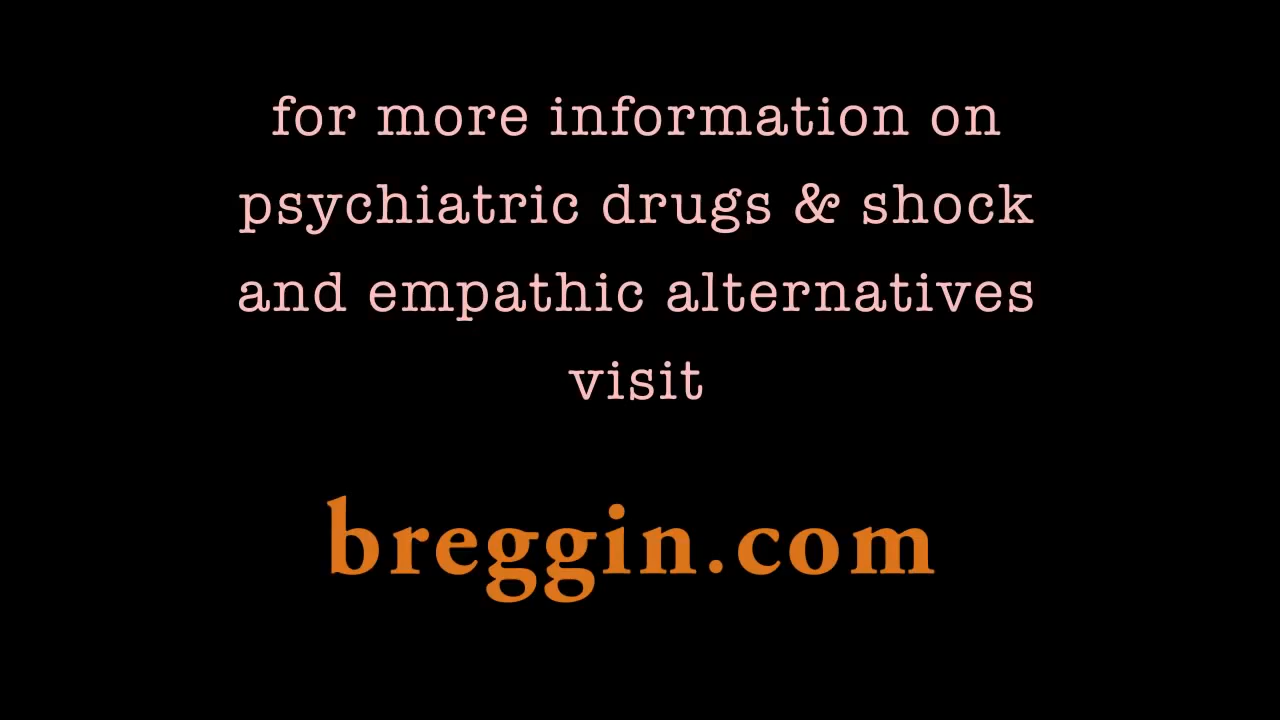 for more information on
psychiatric drugs & shock
and empathic alternatives
visit
breggin.com